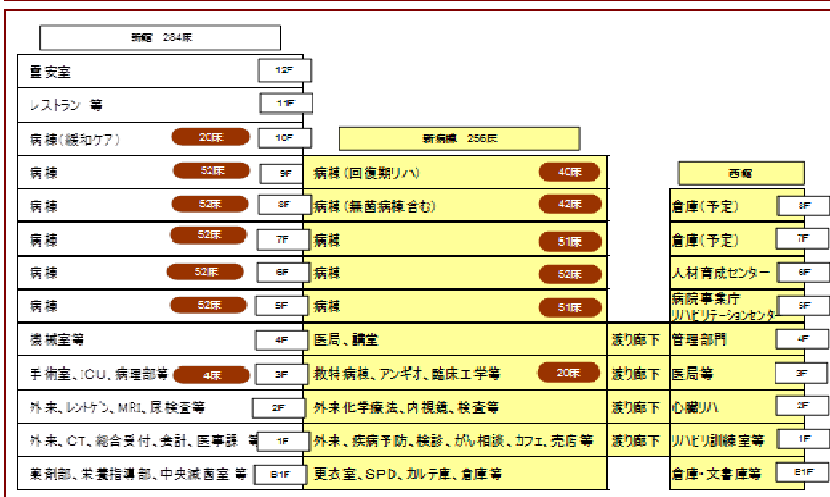 新館 284床
霊安室 12F
レストラン 等 11F
病棟(緩和ケア) 20床 10F 新病棟 256床
病棟 52床 9F 病棟(回復期リハ) 40床 西館
病棟 52床 8F 病棟(無菌病棟含む) 42床 倉庫(予定) 8F
病棟 52床 7F 病棟 51床 倉庫(予定) 7F
病棟 52床 6F 病棟 52床 人材育成センター 6F
病棟 52床 5F 病棟 51床 病院事業庁 5F
リハビリテーションセンター
機械室等 4F 医局、講堂 渡り廊下 管理部門 4F
手術室、ICU、病理部等 4床 3F 救特病棟、アンギオ、臨床工学等 20床 渡り廊下 医局等 3F
外来、レントゲン、MRI、尿検査等 2F 外来化学療法、内視鏡、検査等 渡り廊下 心臓リハ 2F
外来、CT、総合受付、会計、医事課 等 1F 外来、疾病予防、検診、がん相談、カフェ、売店等 渡り廊下 リハビリ訓練室等 1F
薬剤部、栄養指導部、中央滅菌室 等 B1F 更衣室、SPD、カルテ庫、倉庫等 倉庫・文書庫等 B1F